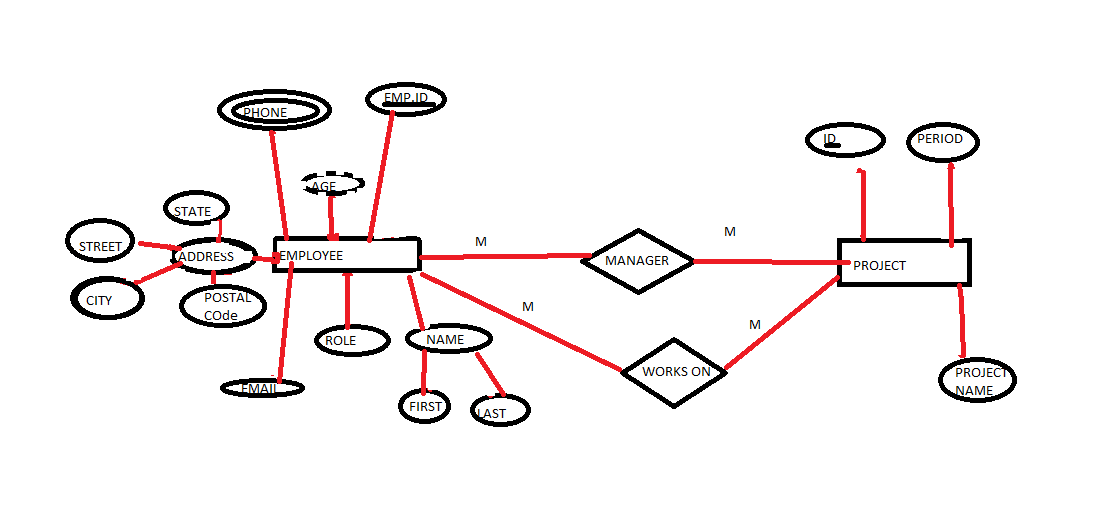 PHONE
EMP.ID
ID
PERIOD
AGE
STATE
STREET
ADDRESS
EMPLOYEE
M
M
MANAGER
PROJECT
CITY
POSTAL
COde
M
M
ROLE
NAME
WORKS ON
EMAIL
PROJECT
NAME
FIRST
LAST